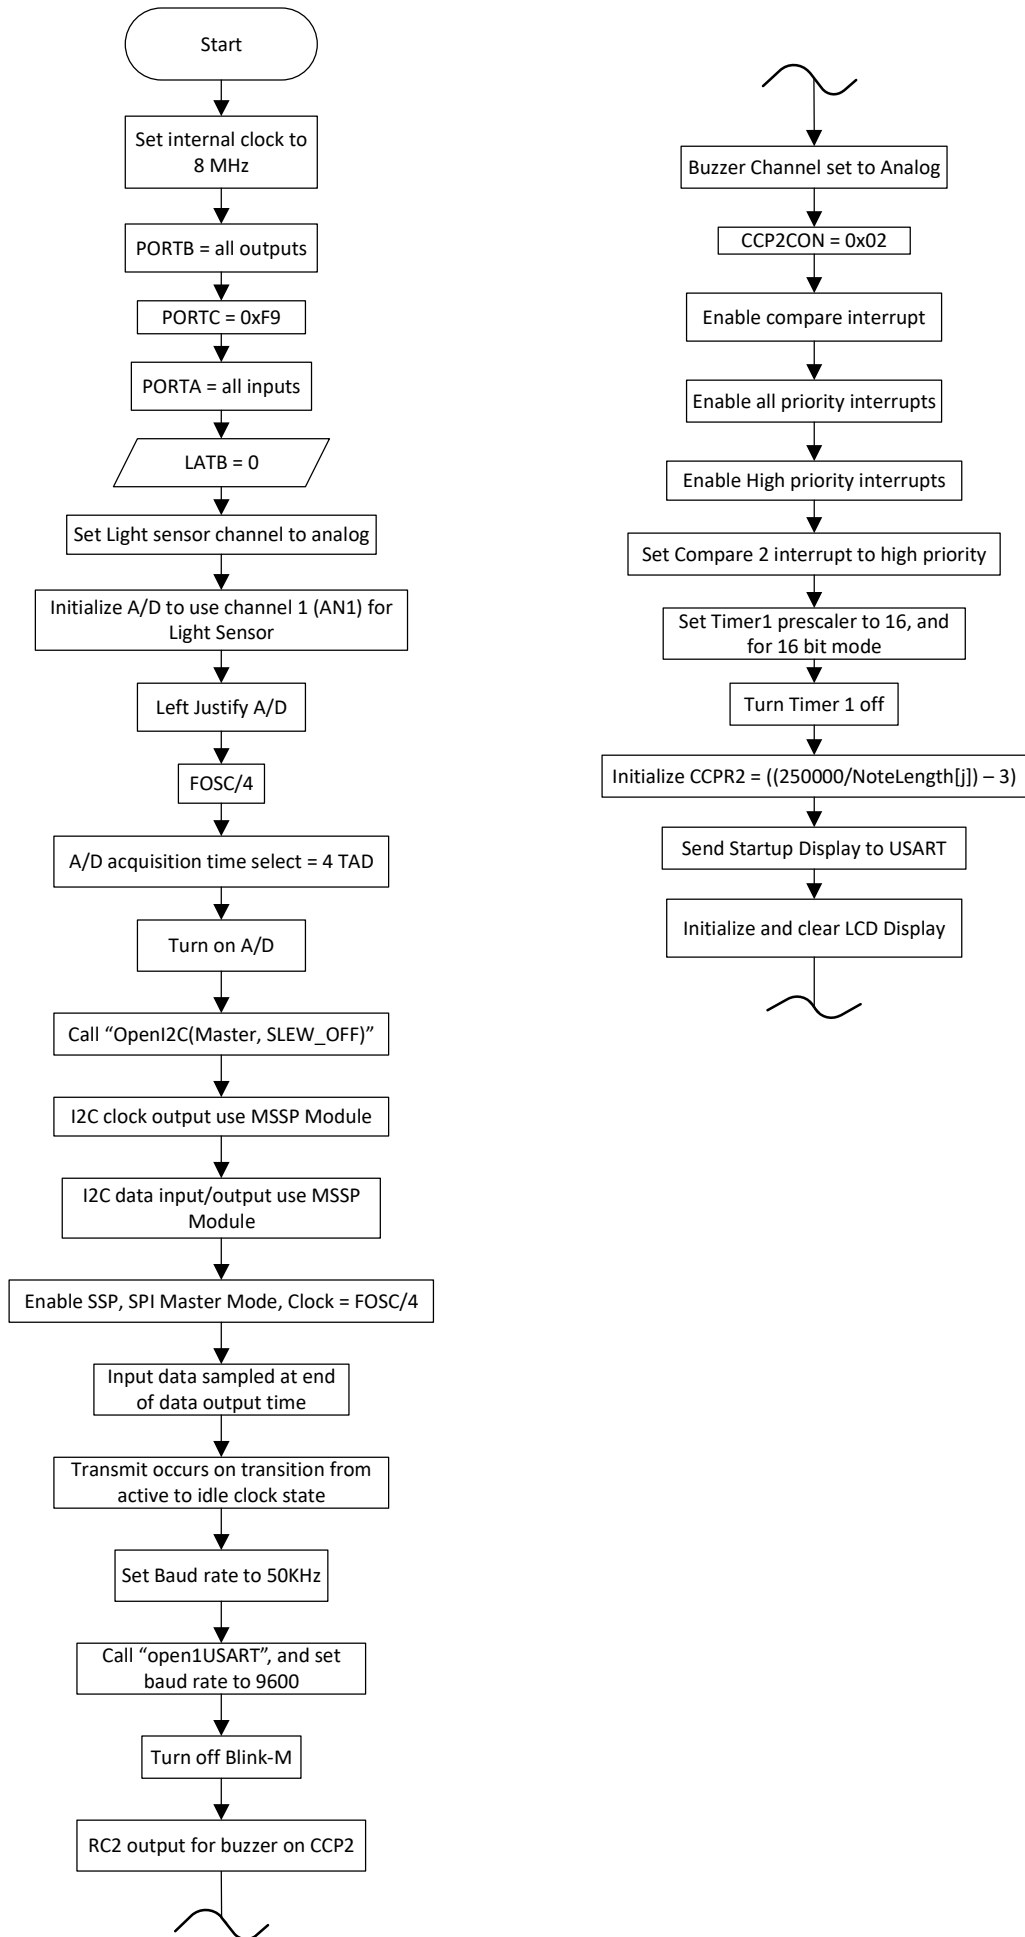 Start
Set internal clock to
8 MHz
PORTB = all outputs
PORTC = 0xF9
PORTA = all inputs
LATB = 0
Set Light sensor channel to analog
Initialize A/D to use channel 1 (AN1) for
Light Sensor
Left Justify A/D
FOSC/4
A/D acquisition time select = 4 TAD
Turn on A/D
Call “OpenI2C(Master, SLEW_OFF)”
I2C clock output use MSSP Module
I2C data input/output use MSSP
Module
Enable SSP, SPI Master Mode, Clock = FOSC/4
Input data sampled at end
of data output time
Transmit occurs on transition from
active to idle clock state
Set Baud rate to 50KHz
Call “open1USART”, and set
baud rate to 9600
Turn off Blink-M
RC2 output for buzzer on CCP2
Buzzer Channel set to Analog
CCP2CON = 0x02
Enable compare interrupt
Enable all priority interrupts
Enable High priority interrupts
Set Compare 2 interrupt to high priority
Set Timer1 prescaler to 16, and
for 16 bit mode
Turn Timer 1 off
Initialize CCPR2 = ((250000/NoteLength[j]) – 3)
Send Startup Display to USART
Initialize and clear LCD Display